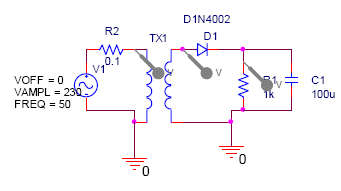 D1N4002
R2
TX1
D1
0.1
V
V
V
V1
VOFF = 0
VAMPL = 230
FREQ = 50
R1
1k
C1
100u
0
0